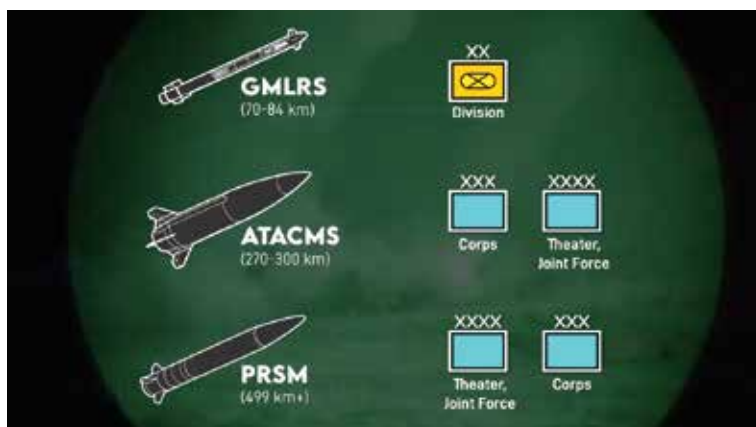 GMLRS
(70-84 km)
XX
Division
ATACMS
(270-300 km)
XXX
Corps
XXXX
Theater,
Joint Force
PRSM
(499 km+)
XXXX
Theater,
Joint Force
XXX
Corps